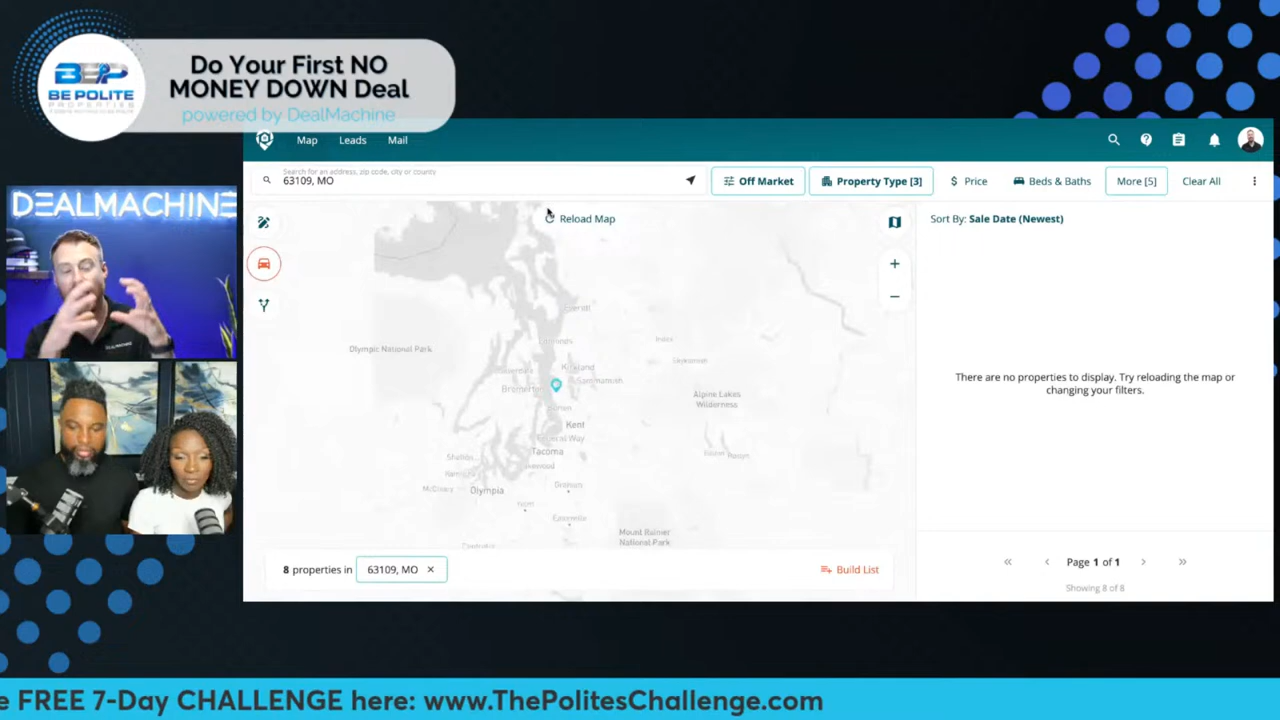 BEP
BE POLITE
PROPERTIES
Do Your First NO
MONEY DOWN Deal
powered by DealMachine
Map
Leads
Mail
Search for an address, zip code, city or county
63109, MO
Off Market
Property Type [3]
$ Price
Beds & Baths
More [5]
Clear All
DEALMACHINE
Reload Map
Sort By: Sale Date (Newest)
Olympic National Park
Kirkland
Sammamish
Bremerton
Alpine Lakes
Wilderness
Kent
Federal Way
Tacoma
Olympia
Mount Rainier
National Park
There are no properties to display. Try reloading the map or
changing your filters.
8 properties in
63109, MO ×
Build List
« ‹ Page 1 of 1 › »
Showing 8 of 8
e FREE 7-Day CHALLENGE here: www.ThePolitesChallenge.com